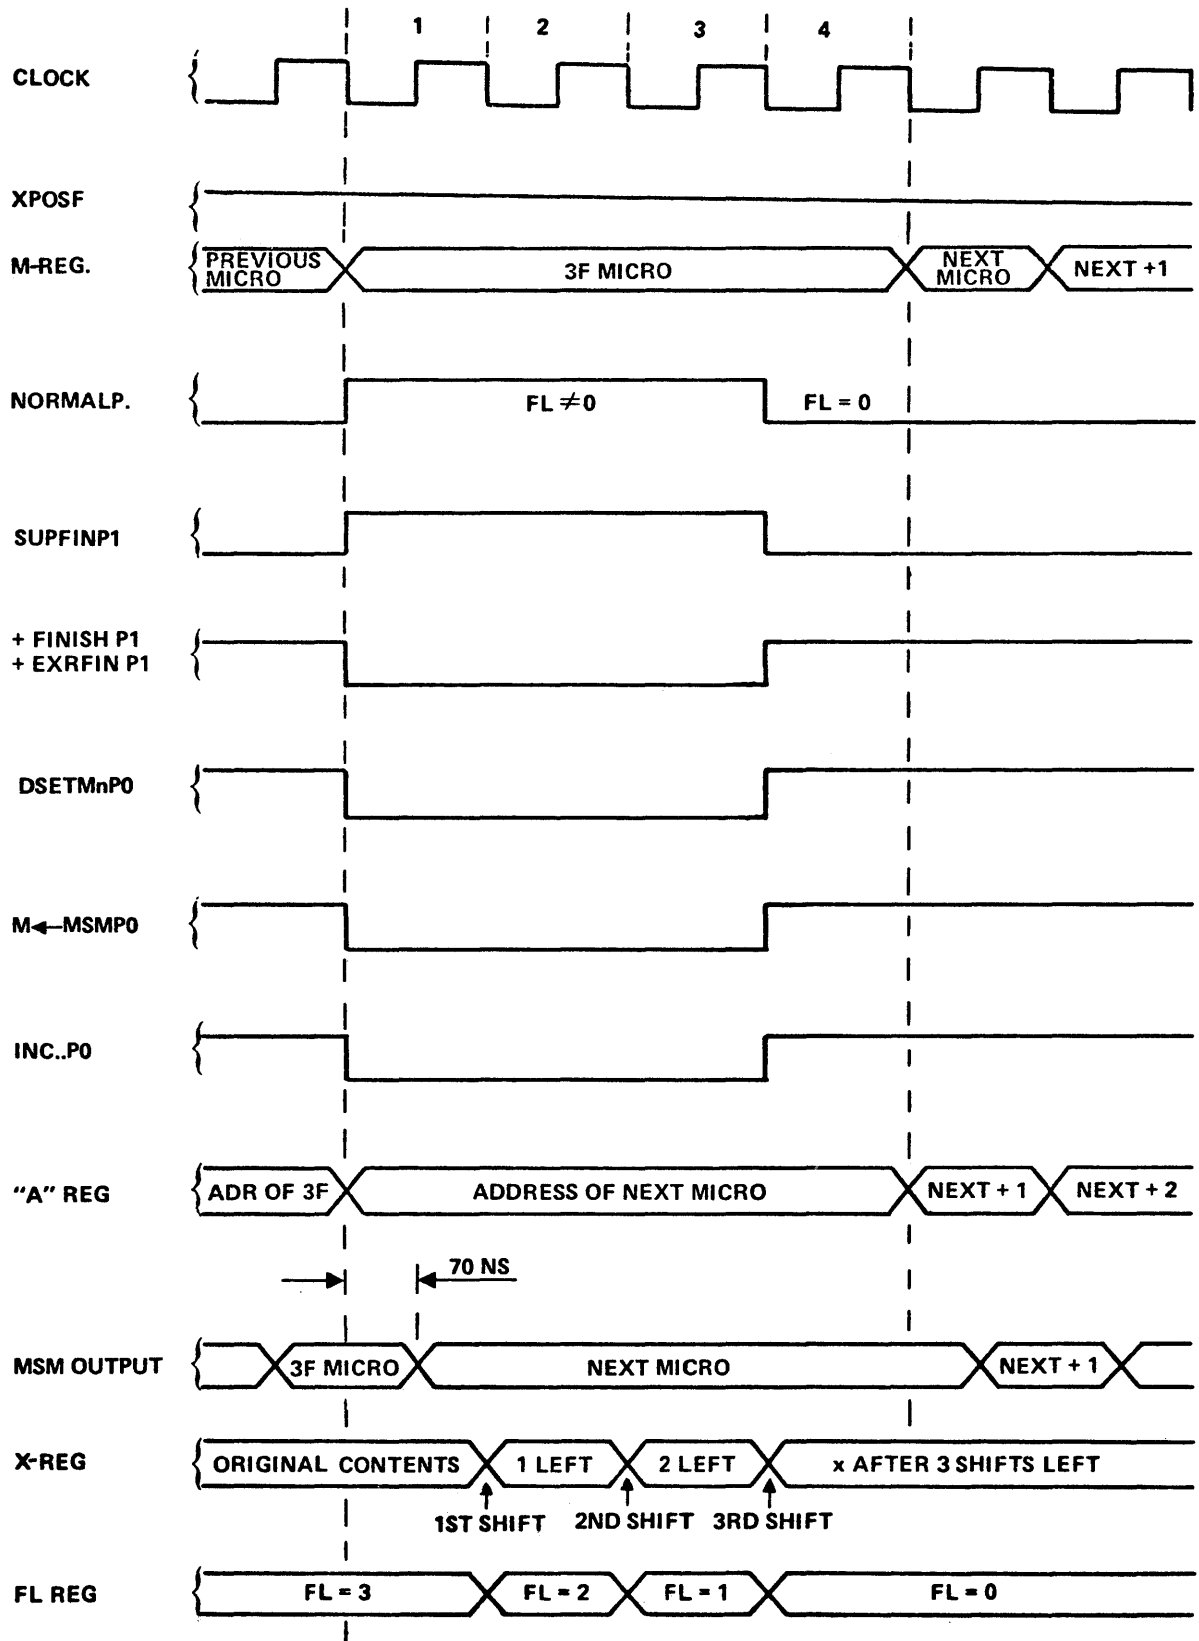 1 2 3 4
CLOCK
XPOSF
M-REG. PREVIOUS MICRO 3F MICRO NEXT MICRO NEXT +1
NORMALP. FL ≠ 0 FL = 0
SUPFINP1
+ FINISH P1
+ EXRFIN P1
DSETMnP0
M◄—MSMP0
INC..P0
"A" REG ADR OF 3F ADDRESS OF NEXT MICRO NEXT + 1 NEXT + 2
70 NS
MSM OUTPUT 3F MICRO NEXT MICRO NEXT + 1
X-REG ORIGINAL CONTENTS 1 LEFT 2 LEFT x AFTER 3 SHIFTS LEFT
1ST SHIFT 2ND SHIFT 3RD SHIFT
FL REG FL = 3 FL = 2 FL = 1 FL = 0